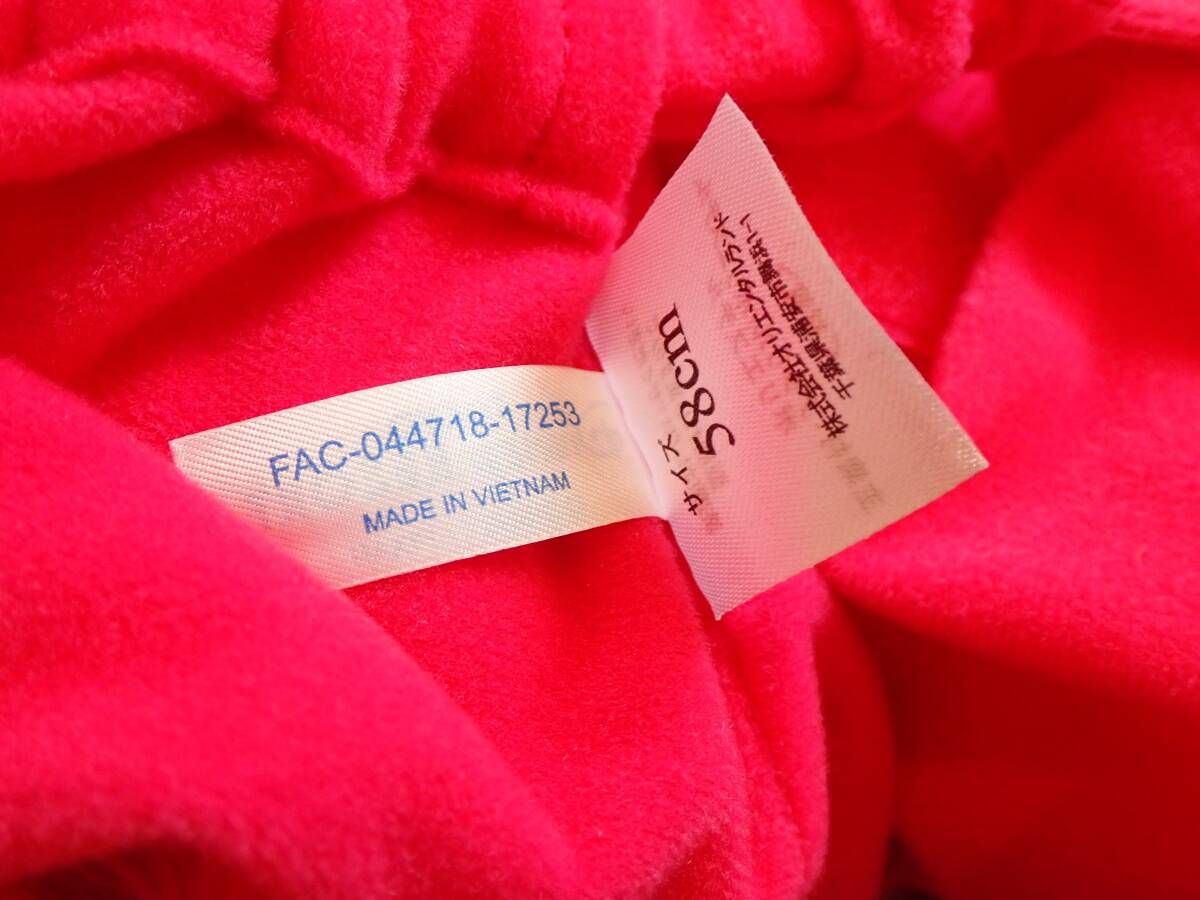 FAC-044718-17253
MADE IN VIETNAM
サイズ
58cm
株式会社オリエンタルランド
千葉県浦安市舞浜1-1